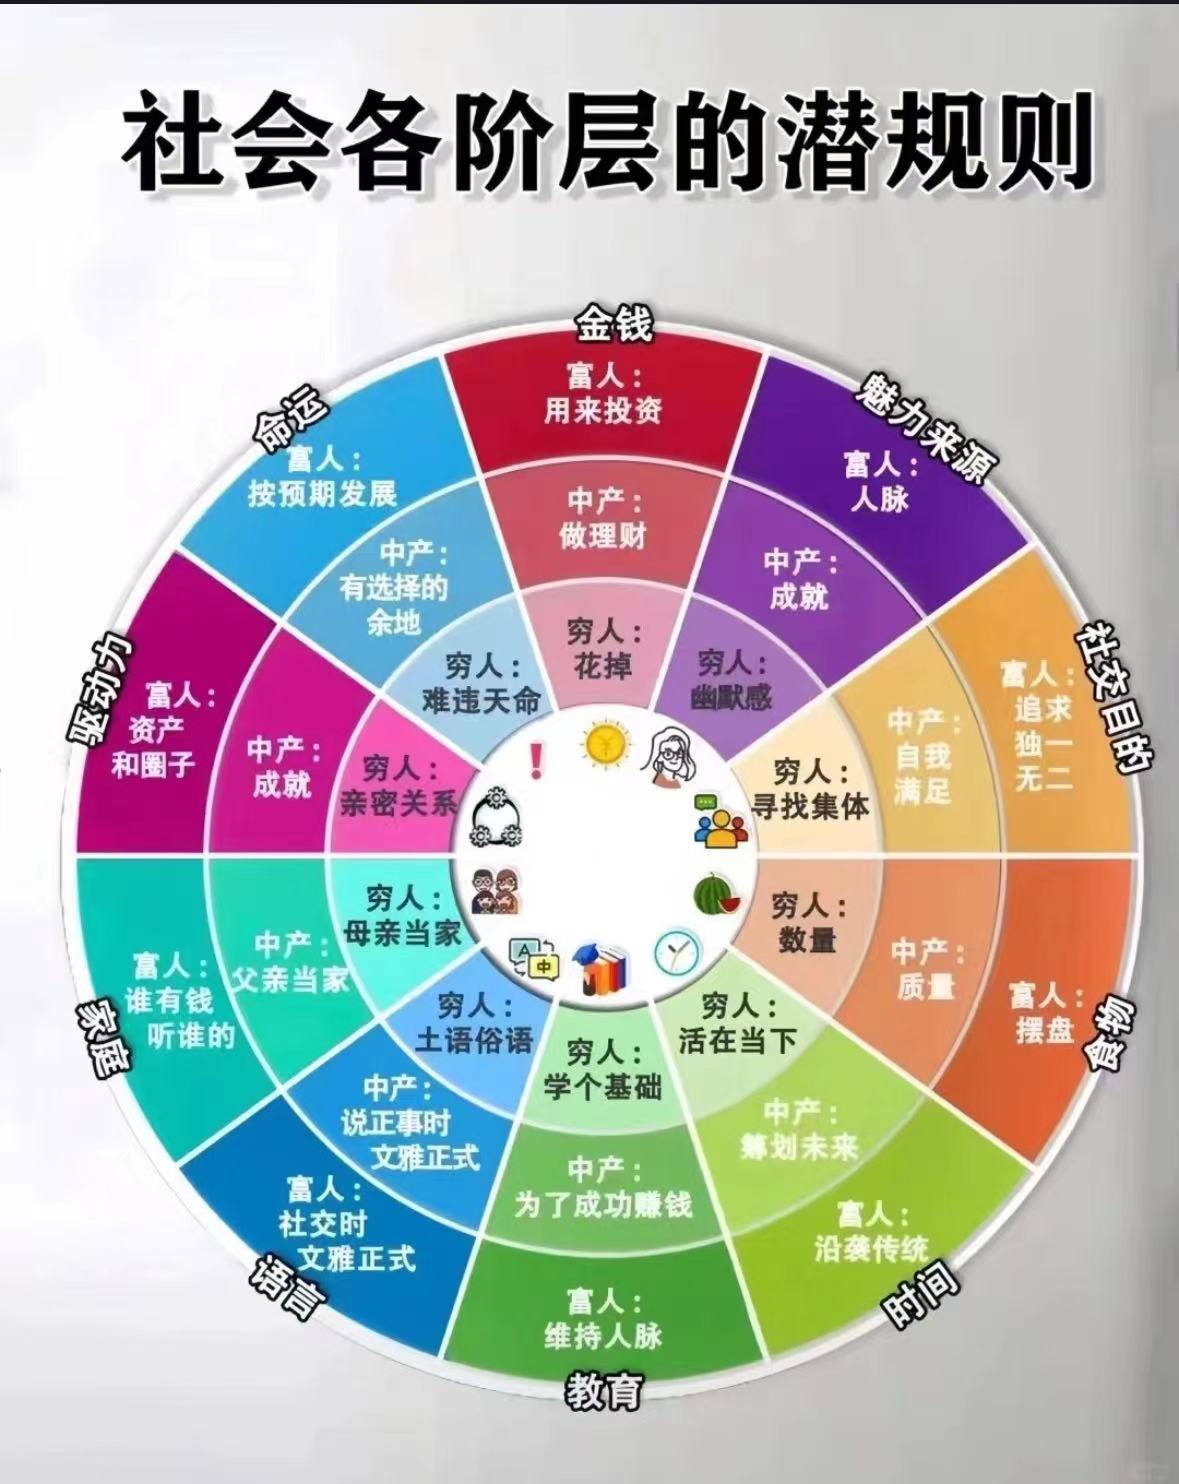 社会各阶层的潜规则
金钱
富人：
用来投资
中产：
做理财
穷人：
花掉
魅力来源
富人：
人脉
中产：
成就
穷人：
幽默感
社交目的
富人：
追求
独一
无二
中产：
自我
满足
穷人：
寻找集体
食物
富人：
摆盘
中产：
质量
穷人：
数量
时间
富人：
沿袭传统
中产：
筹划未来
穷人：
活在当下
教育
富人：
维持人脉
中产：
为了成功赚钱
穷人：
学个基础
语言
富人：
社交时
文雅正式
中产：
说正事时
文雅正式
穷人：
土语俗语
家庭
富人：
谁有钱
听谁的
中产：
父亲当家
穷人：
母亲当家
驱动力
富人：
资产
和圈子
中产：
成就
穷人：
亲密关系
命运
富人：
按预期发展
中产：
有选择的
余地
穷人：
难违天命
¥
A
中